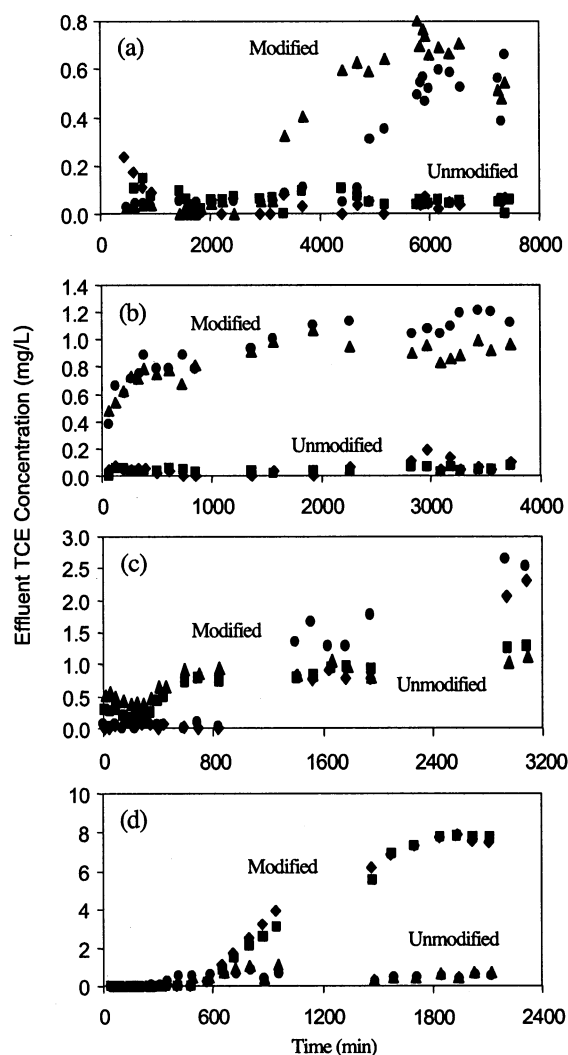 Effluent TCE Concentration (mg/L)
(a)
Modified
Unmodified
0.8
0.6
0.4
0.2
0.0
0 2000 4000 6000 8000
(b)
Modified
Unmodified
1.4
1.2
1.0
0.8
0.6
0.4
0.2
0.0
0 1000 2000 3000 4000
(c)
Modified
Unmodified
3.0
2.5
2.0
1.5
1.0
0.5
0.0
0 800 1600 2400 3200
(d)
Modified
Unmodified
10
8
6
4
2
0
0 600 1200 1800 2400
Time (min)